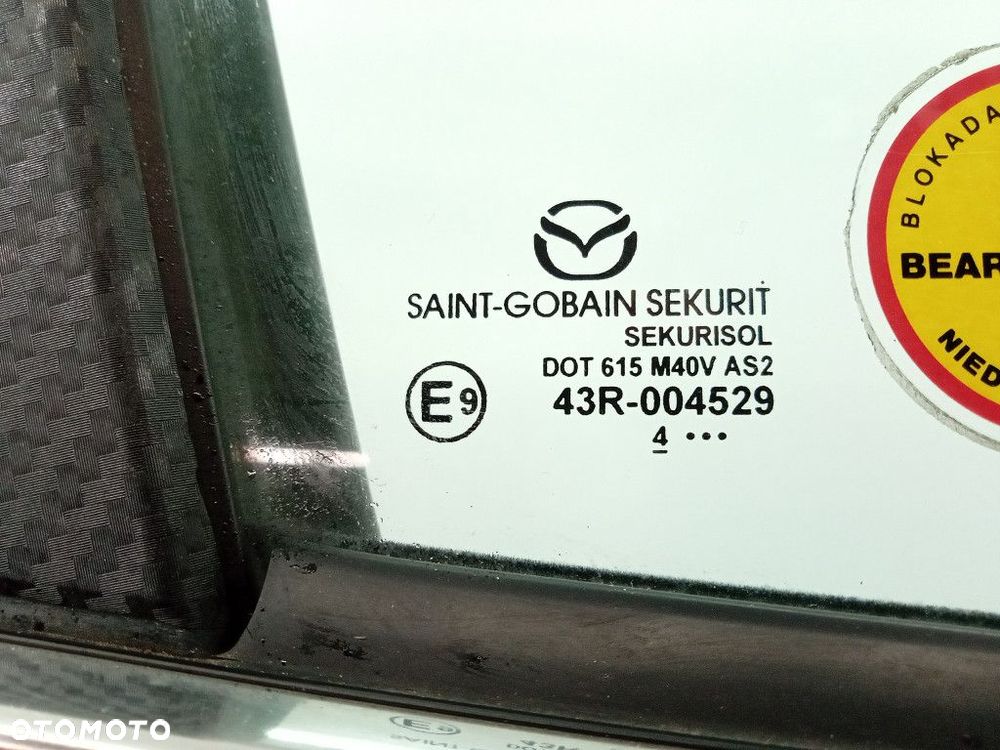 BLOKADA
BEAR
NIED
SAINT-GOBAIN SEKURIT
SEKURISOL
DOT 615 M40V AS2
E9
43R-004529
4 •••
OTOMOTO